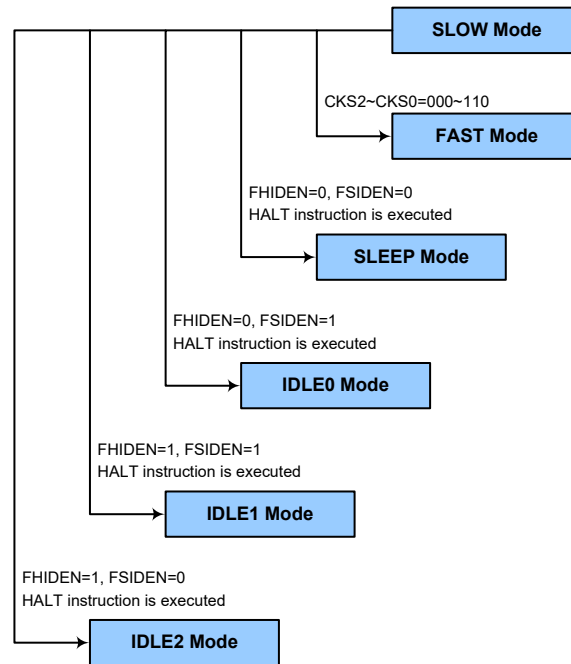 SLOW Mode
CKS2~CKS0=000~110
FAST Mode
FHIDEN=0, FSIDEN=0
HALT instruction is executed
SLEEP Mode
FHIDEN=0, FSIDEN=1
HALT instruction is executed
IDLE0 Mode
FHIDEN=1, FSIDEN=1
HALT instruction is executed
IDLE1 Mode
FHIDEN=1, FSIDEN=0
HALT instruction is executed
IDLE2 Mode